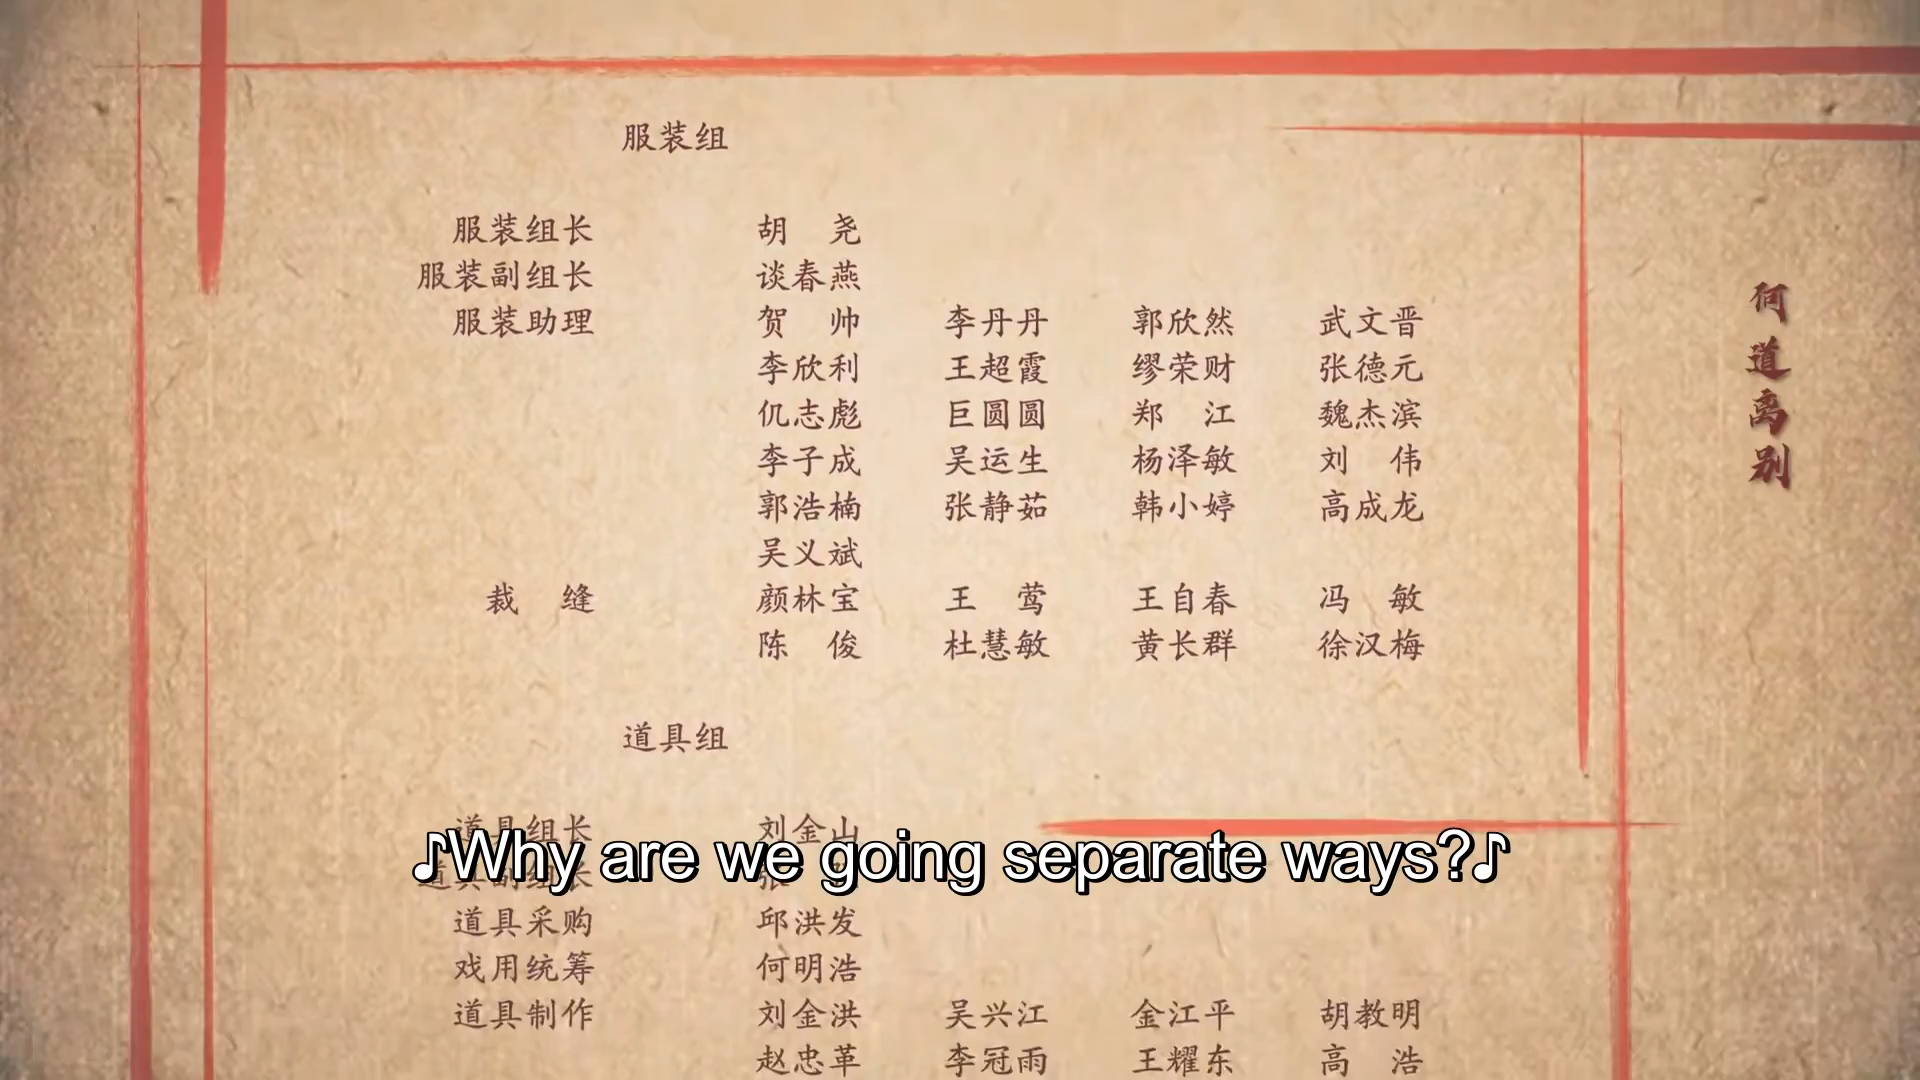 服装组
服装组长 胡 尧
服装副组长 谈春燕
服装助理 贺 帅 李丹丹 郭欣然 武文晋
李欣利 王超霞 缪荣财 张德元
仉志彪 巨圆圆 郑 江 魏杰滨
李子成 吴运生 杨泽敏 刘 伟
郭浩楠 张静茹 韩小婷 高成龙
吴义斌
裁 缝 颜林宝 王 莺 王自春 冯 敏
陈 俊 杜慧敏 黄长群 徐汉梅
道具组
道具组长 刘金山
♪Why are we going separate ways?♪
道具副组长 张
道具采购 邱洪发
戏用统筹 何明浩
道具制作 刘金洪 吴兴江 金江平 胡教明
赵忠革 李冠雨 王耀东 高 浩
何道离别